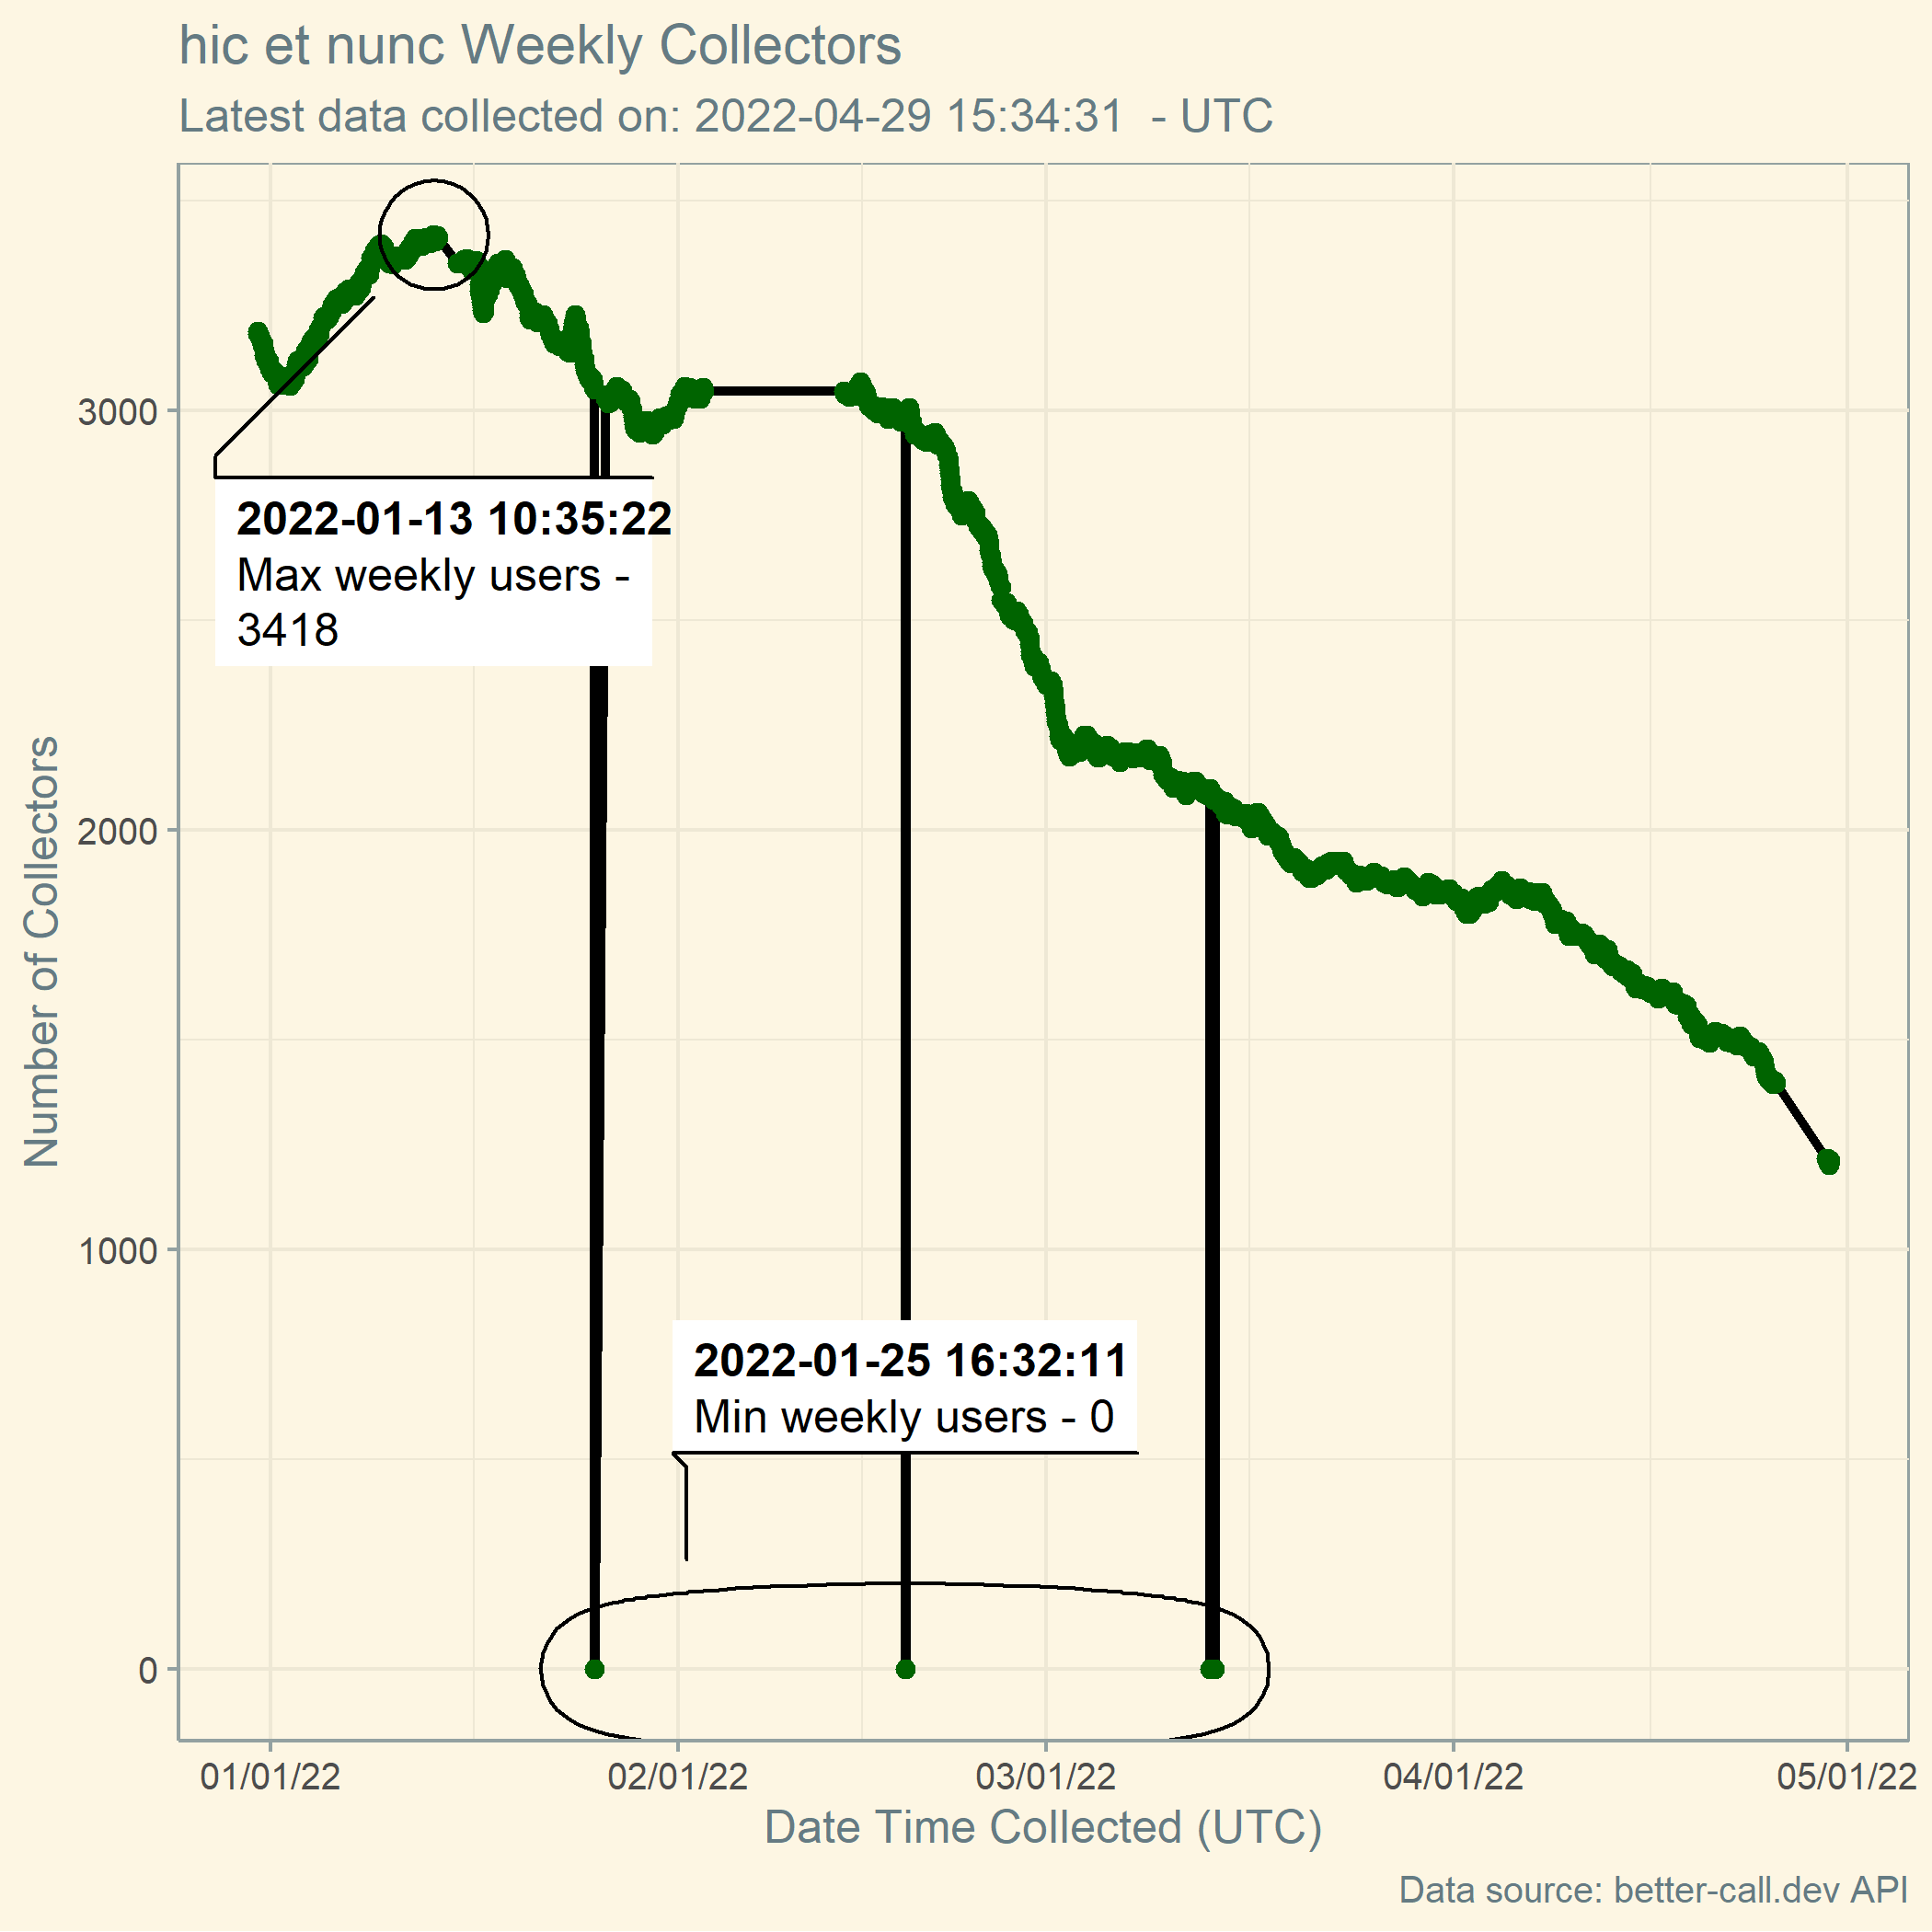 hic et nunc Weekly Collectors
Latest data collected on: 2022-04-29 15:34:31  - UTC
Number of Collectors
3000
2000
1000
0
2022-01-13 10:35:22
Max weekly users -
3418
2022-01-25 16:32:11
Min weekly users - 0
01/01/22
02/01/22
03/01/22
04/01/22
05/01/22
Date Time Collected (UTC)
Data source: better-call.dev API